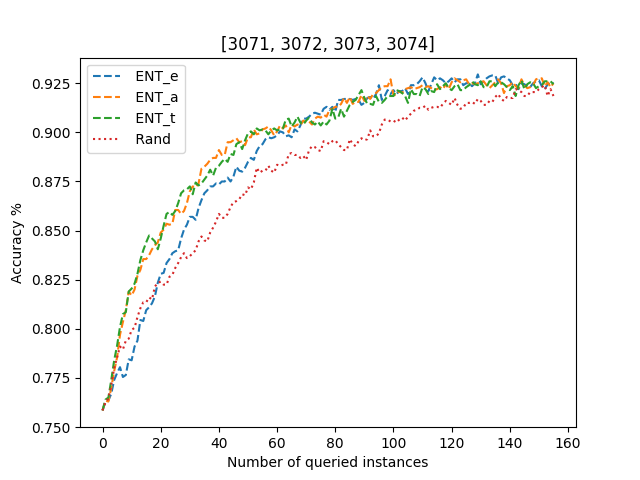 [3071, 3072, 3073, 3074]
ENT_e
ENT_a
ENT_t
Rand
0.925
0.900
0.875
0.850
0.825
0.800
0.775
0.750
Accuracy %
0 20 40 60 80 100 120 140 160
Number of queried instances